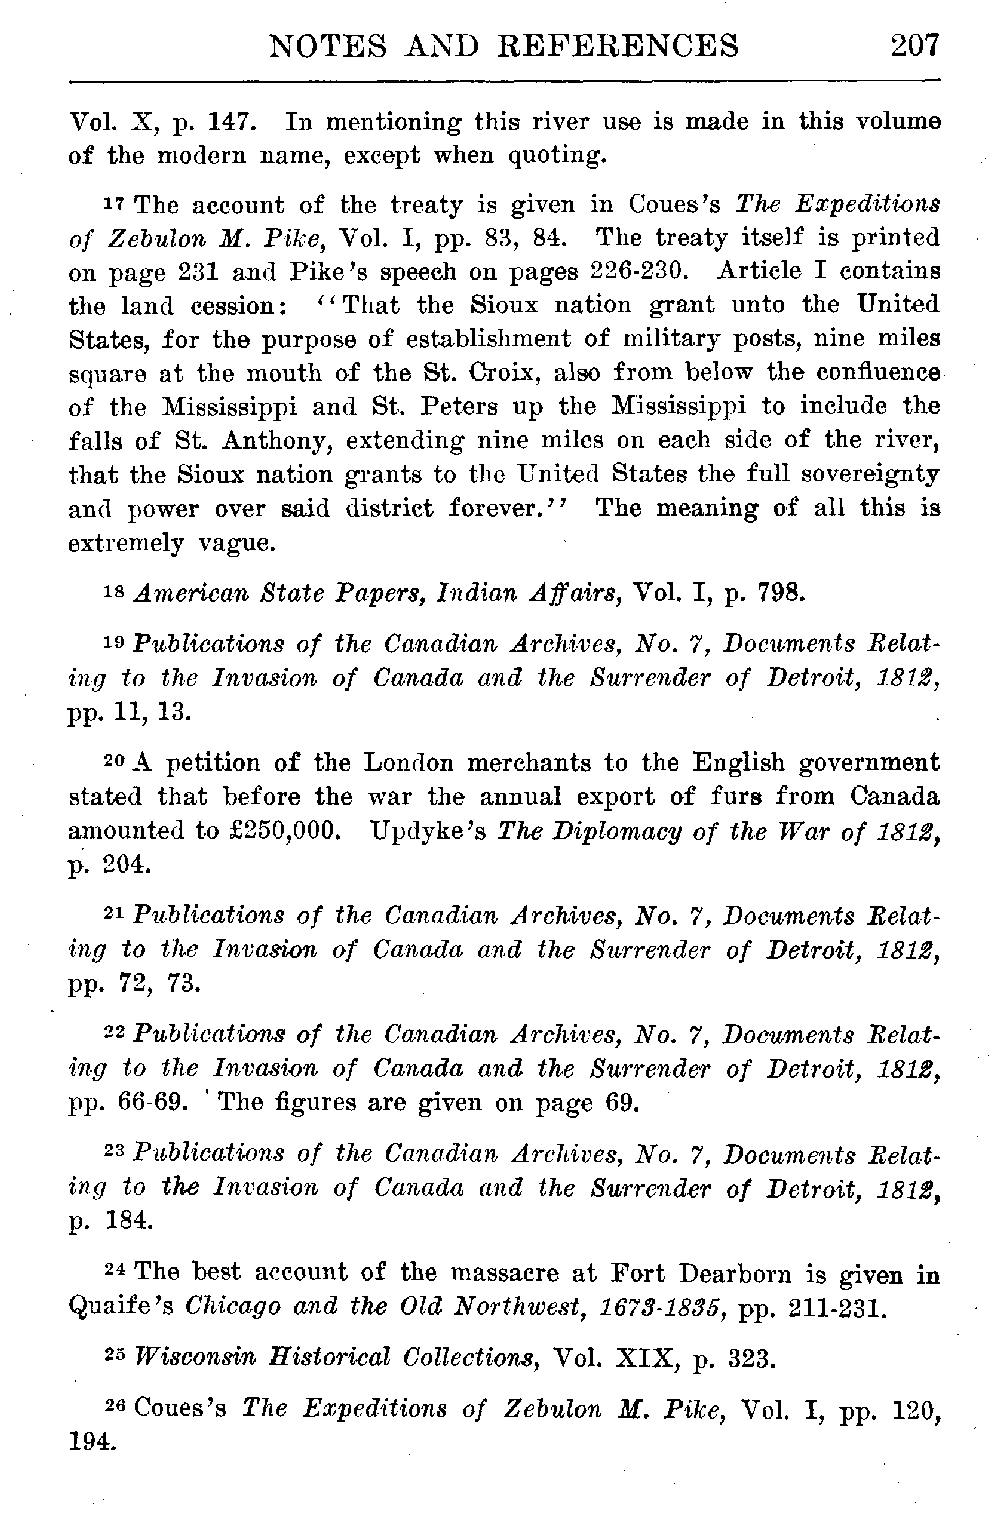 NOTES AND REFERENCES 207
Vol. X, p. 147. In mentioning this river use is made in this volume
of the modern name, except when quoting.
17 The account of the treaty is given in Coues's The Expeditions
of Zebulon M. Pike, Vol. I, pp. 83, 84. The treaty itself is printed
on page 231 and Pike's speech on pages 226-230. Article I contains
the land cession: ‘‘That the Sioux nation grant unto the United
States, for the purpose of establishment of military posts, nine miles
square at the mouth of the St. Croix, also from below the confluence
of the Mississippi and St. Peters up the Mississippi to include the
falls of St. Anthony, extending nine miles on each side of the river,
that the Sioux nation grants to the United States the full sovereignty
and power over said district forever.’’ The meaning of all this is
extremely vague.
18 American State Papers, Indian Affairs, Vol. I, p. 798.
19 Publications of the Canadian Archives, No. 7, Documents Relat-
ing to the Invasion of Canada and the Surrender of Detroit, 1812,
pp. 11, 13.
20 A petition of the London merchants to the English government
stated that before the war the annual export of furs from Canada
amounted to £250,000. Updyke's The Diplomacy of the War of 1812,
p. 204.
21 Publications of the Canadian Archives, No. 7, Documents Relat-
ing to the Invasion of Canada and the Surrender of Detroit, 1812,
pp. 72, 73.
22 Publications of the Canadian Archives, No. 7, Documents Relat-
ing to the Invasion of Canada and the Surrender of Detroit, 1812,
pp. 66-69. The figures are given on page 69.
23 Publications of the Canadian Archives, No. 7, Documents Relat-
ing to the Invasion of Canada and the Surrender of Detroit, 1812,
p. 184.
24 The best account of the massacre at Fort Dearborn is given in
Quaife's Chicago and the Old Northwest, 1673-1835, pp. 211-231.
25 Wisconsin Historical Collections, Vol. XIX, p. 323.
26 Coues's The Expeditions of Zebulon M. Pike, Vol. I, pp. 120,
194.